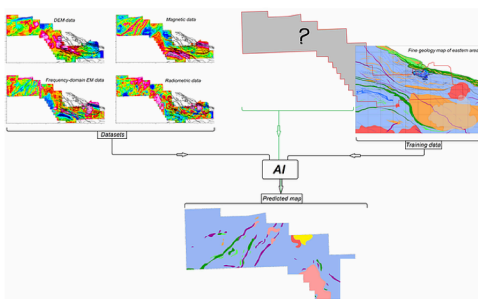 DEM data
Magnetic data
Frequency-domain EM data
Radiometric data
Datasets
?
Fine geology map of eastern area
Training data
AI
Predicted map